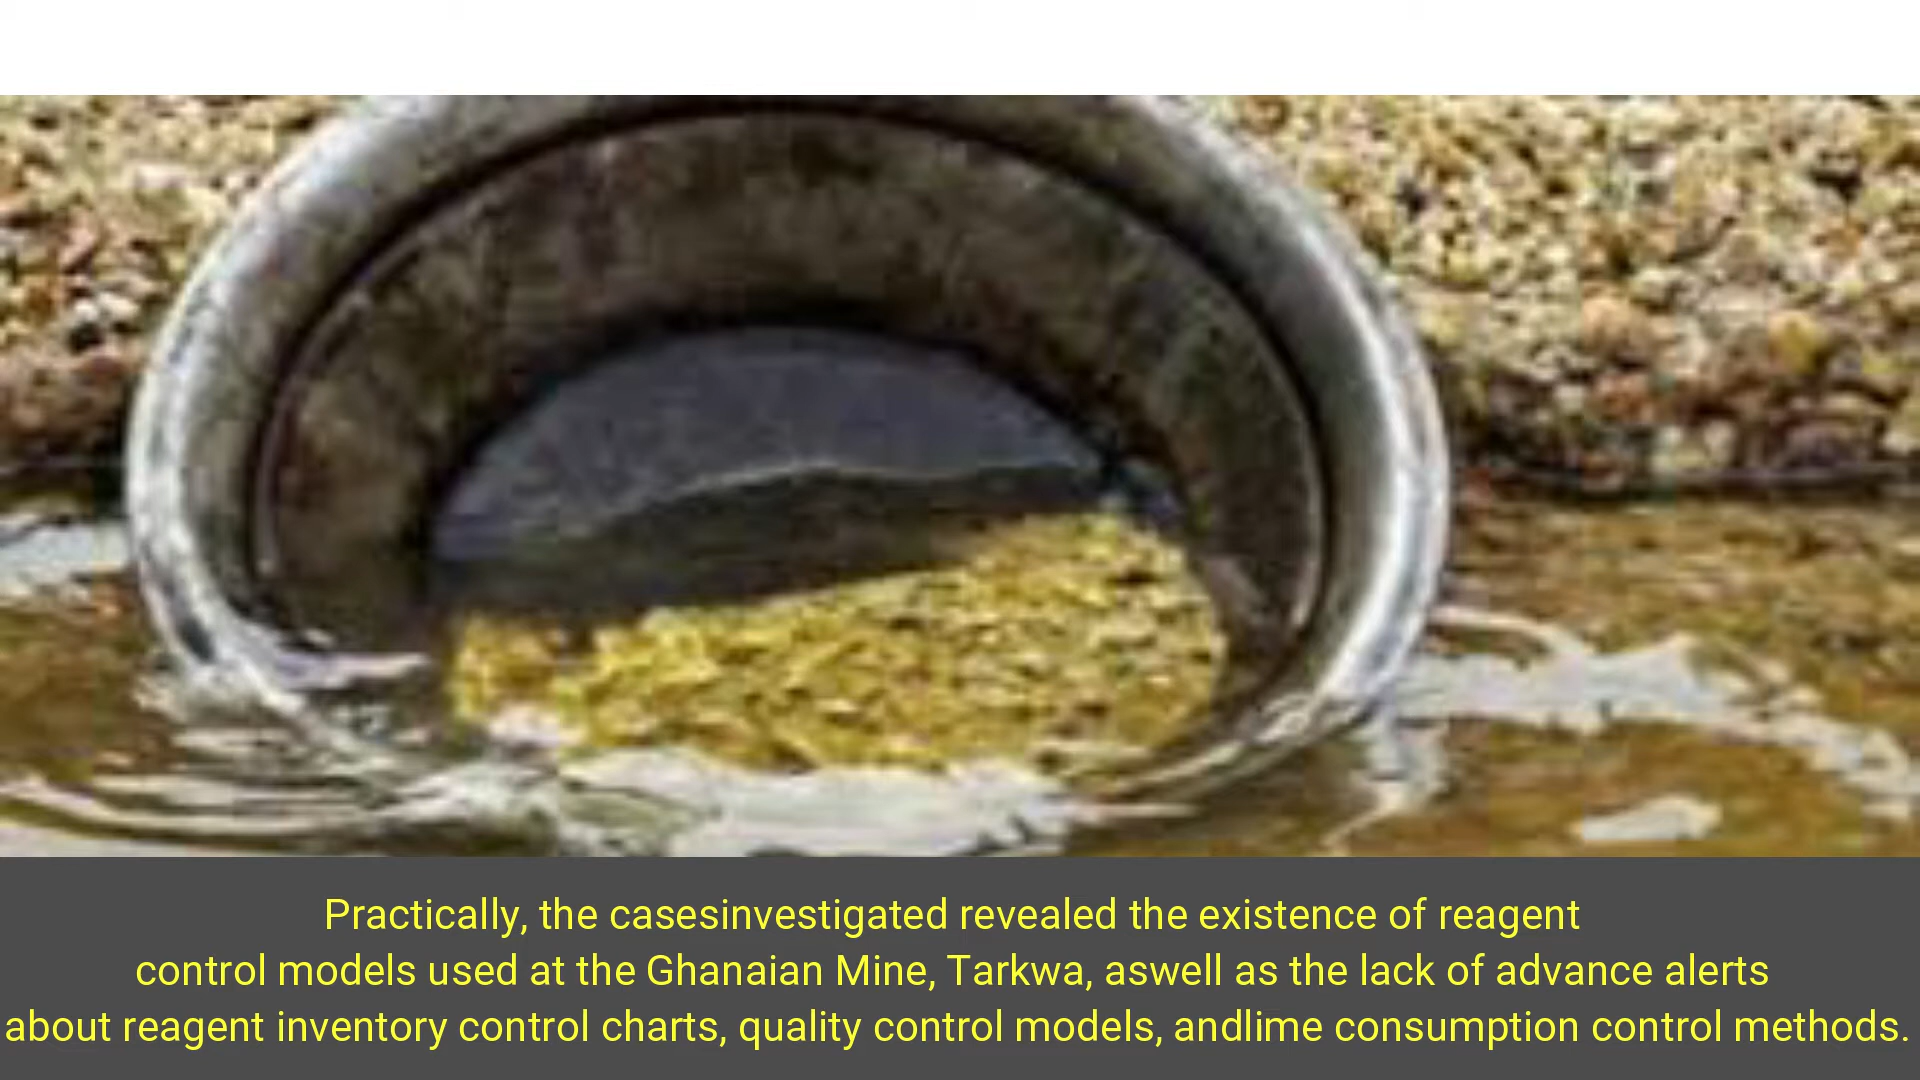 Practically, the casesinvestigated revealed the existence of reagent
control models used at the Ghanaian Mine, Tarkwa, aswell as the lack of advance alerts
about reagent inventory control charts, quality control models, andlime consumption control methods.